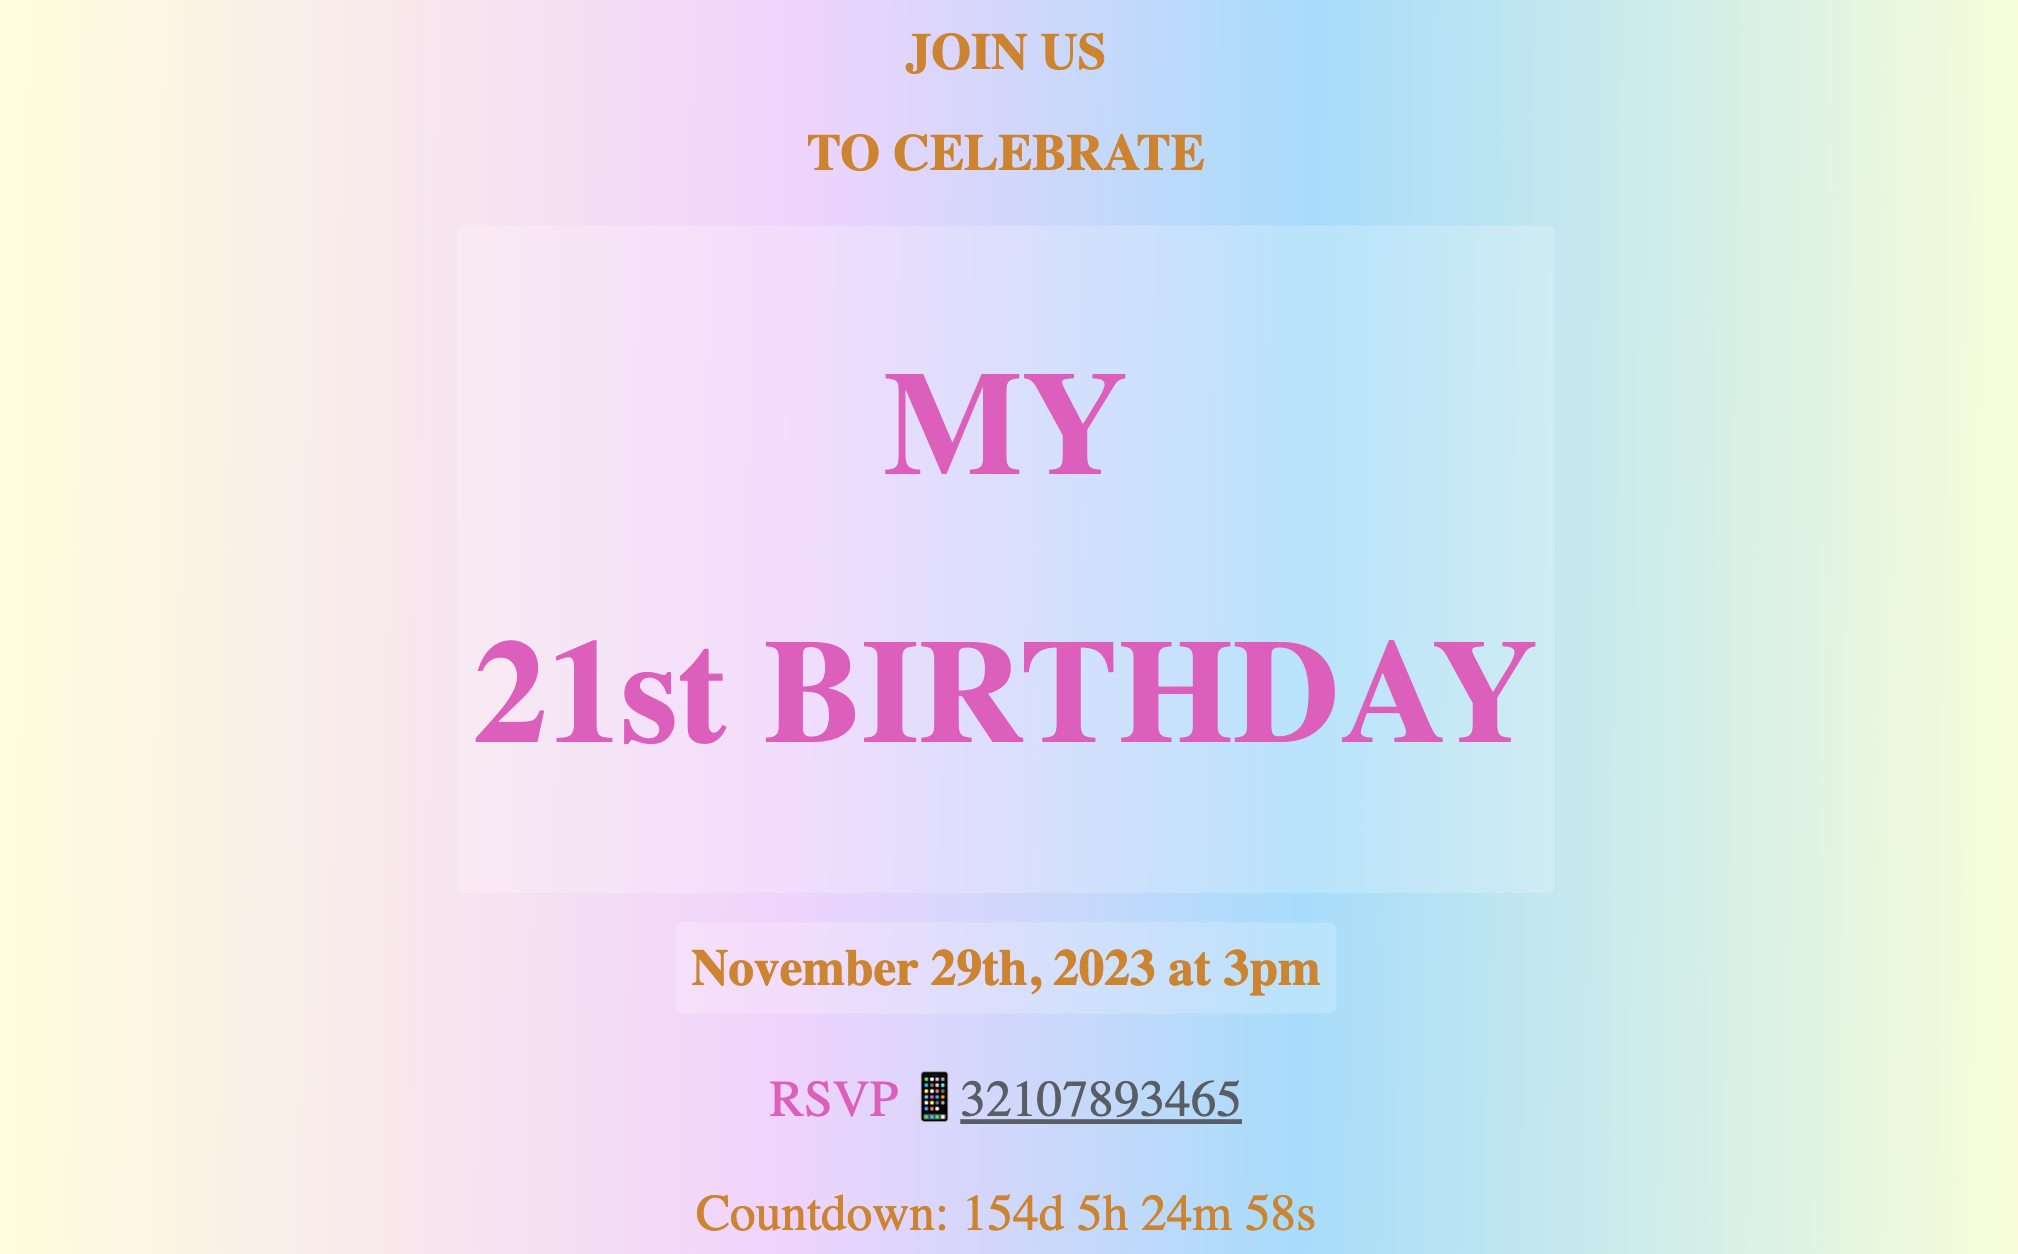 JOIN US
TO CELEBRATE
MY
21st BIRTHDAY
November 29th, 2023 at 3pm
RSVP 📱32107893465
Countdown: 154d 5h 24m 58s